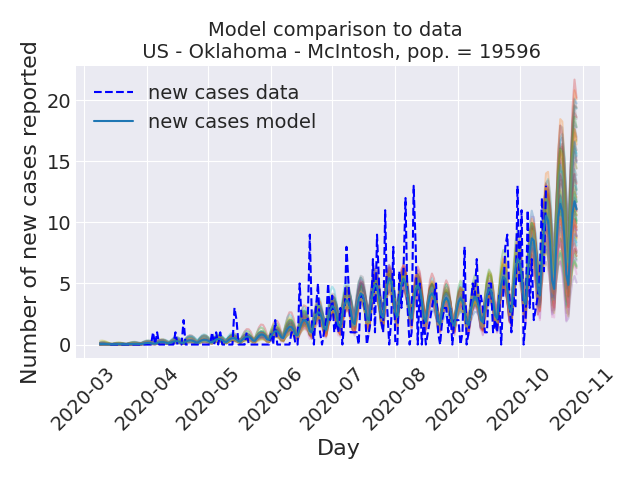 Model comparison to data
US - Oklahoma - McIntosh, pop. = 19596
Number of new cases reported
20
15
10
5
0
new cases data
new cases model
2020-03
2020-04
2020-05
2020-06
2020-07
2020-08
2020-09
2020-10
2020-11
Day